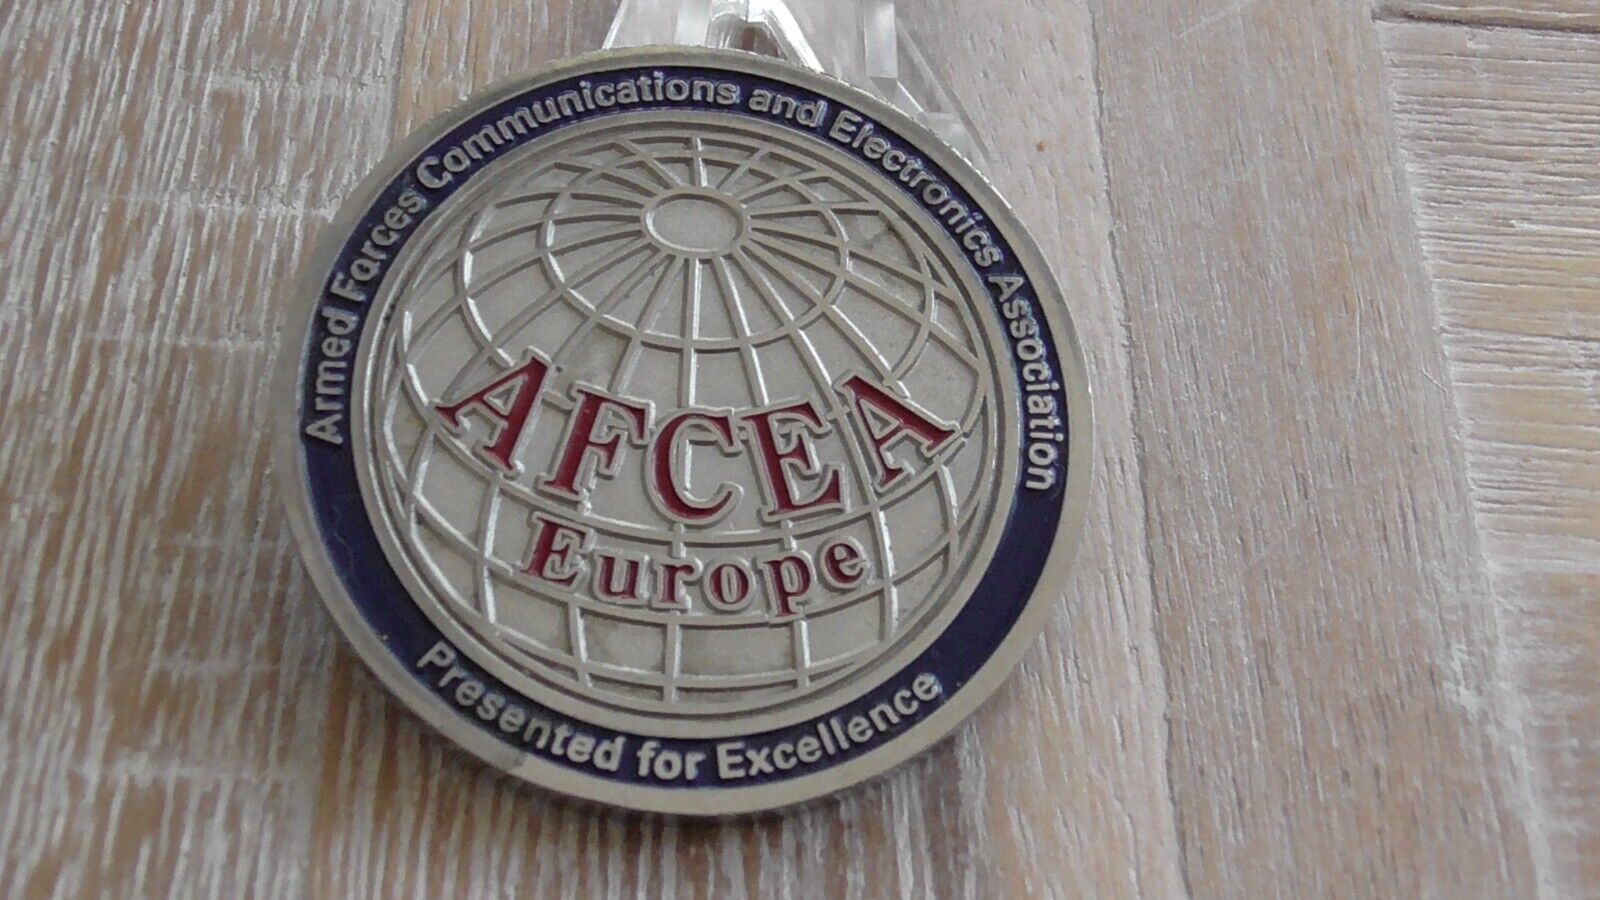 Armed Forces Communications and Electronics Association
AFCEA
Europe
Presented for Excellence